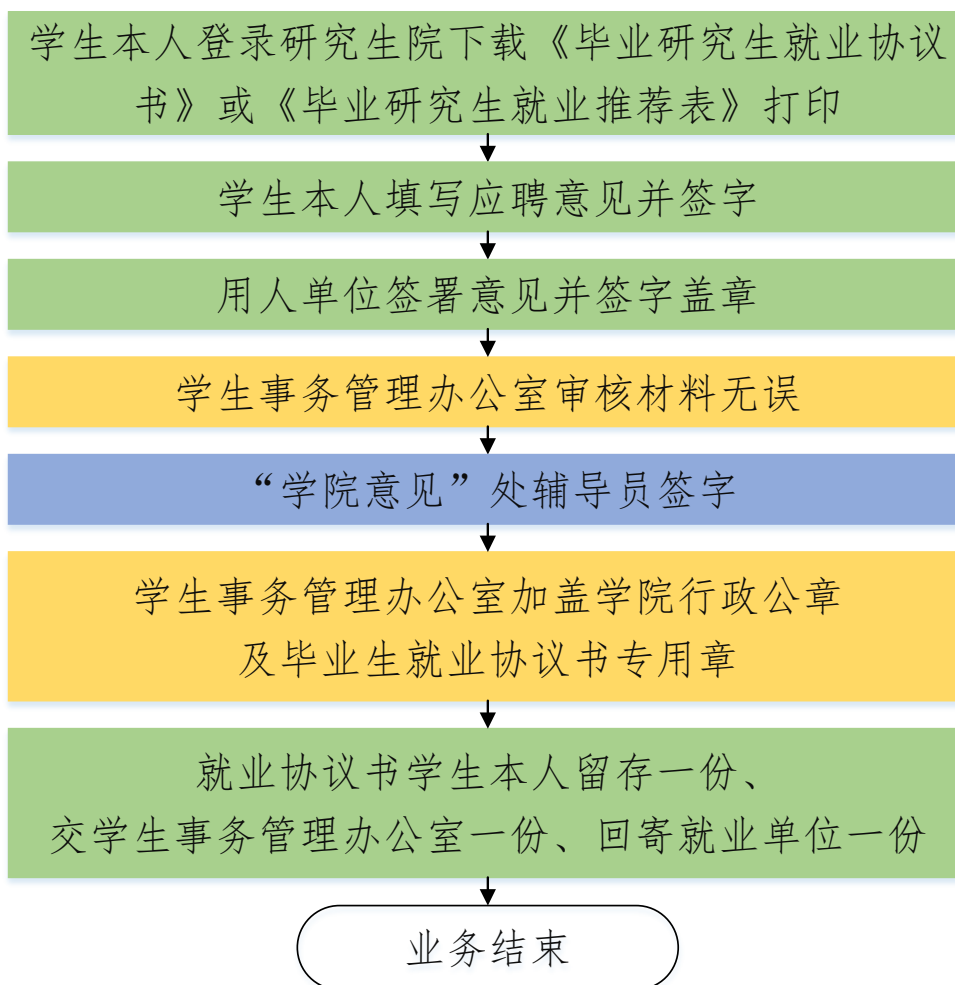 学生本人登录研究生院下载《毕业研究生就业协议
书》或《毕业研究生就业推荐表》打印
学生本人填写应聘意见并签字
用人单位签署意见并签字盖章
学生事务管理办公室审核材料无误
“学院意见”处辅导员签字
学生事务管理办公室加盖学院行政公章
及毕业生就业协议书专用章
就业协议书学生本人留存一份、
交学生事务管理办公室一份、回寄就业单位一份
业务结束